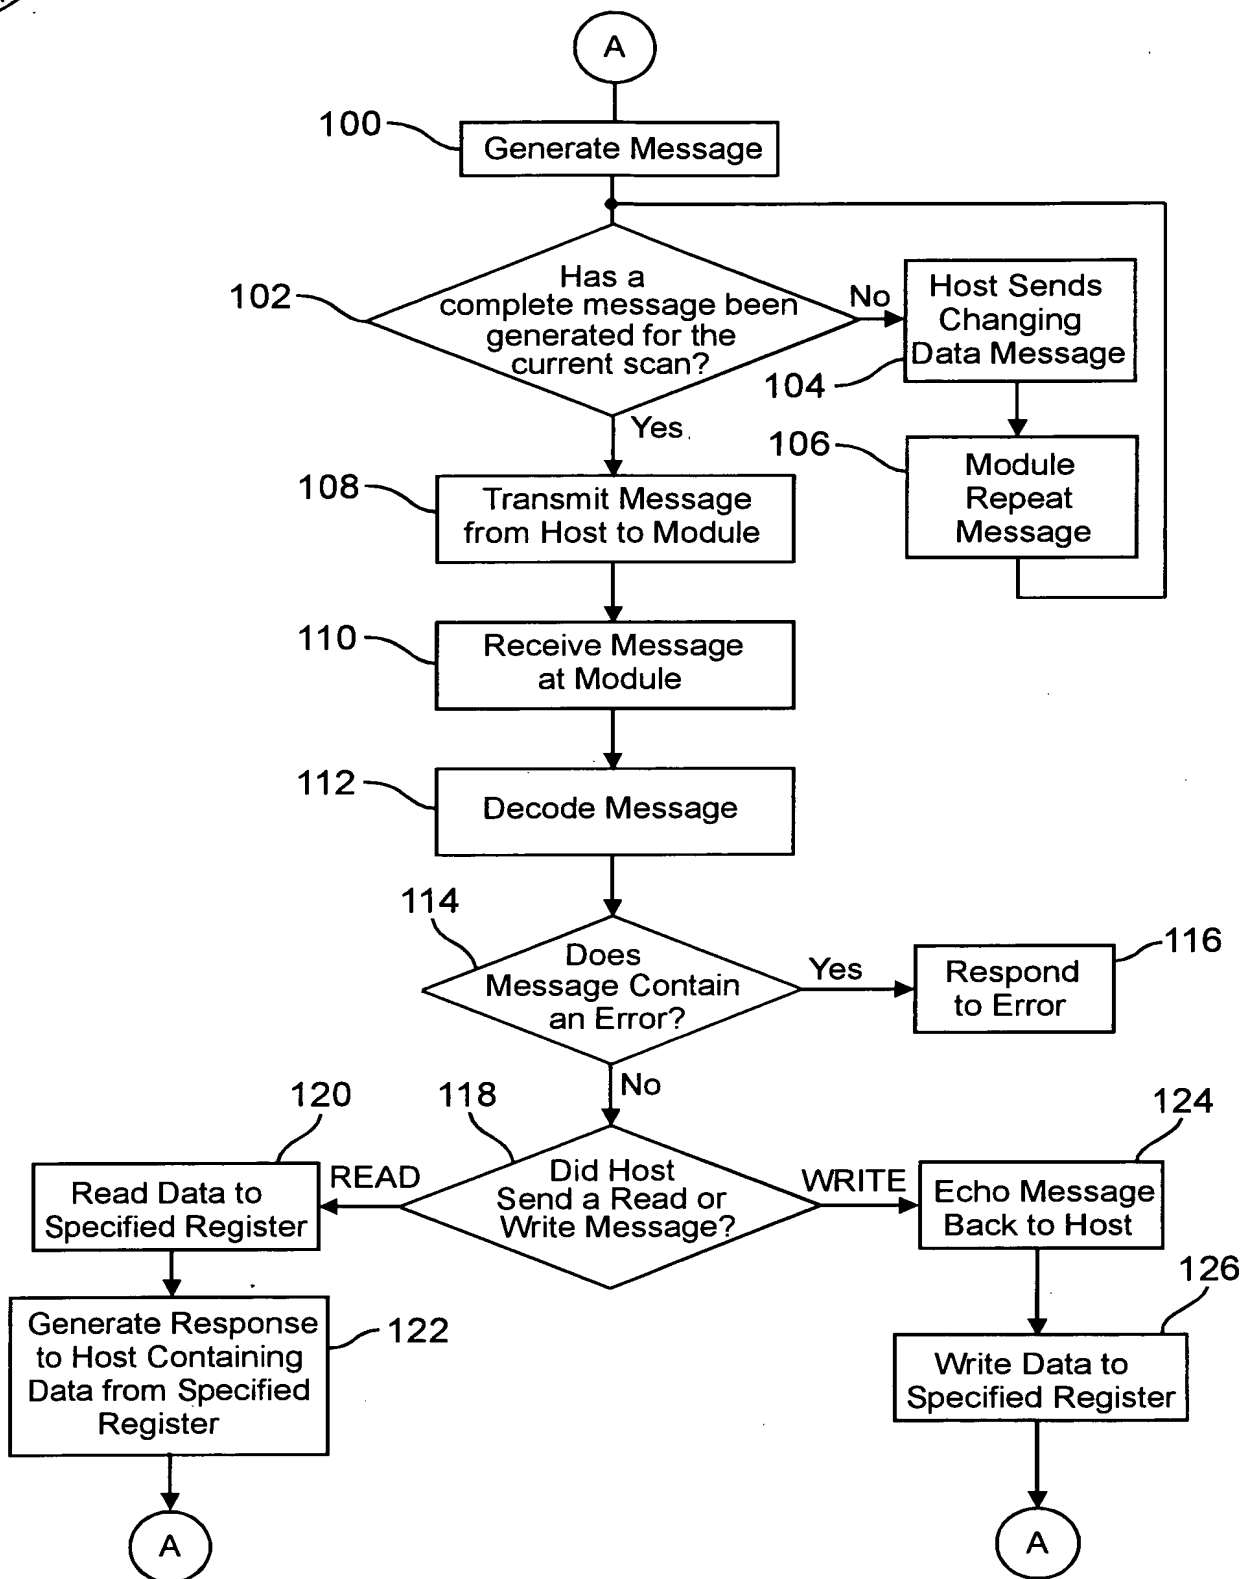 A
100
Generate Message
102
Has a
complete message been
generated for the
current scan?
No
Host Sends
Changing
Data Message
104
Yes
106
Module
Repeat
Message
108
Transmit Message
from Host to Module
110
Receive Message
at Module
112
Decode Message
114
Does
Message Contain
an Error?
Yes
116
Respond
to Error
No
118
Did Host
Send a Read or
Write Message?
READ
WRITE
120
Read Data to
Specified Register
124
Echo Message
Back to Host
122
Generate Response
to Host Containing
Data from Specified
Register
126
Write Data to
Specified Register
A
A